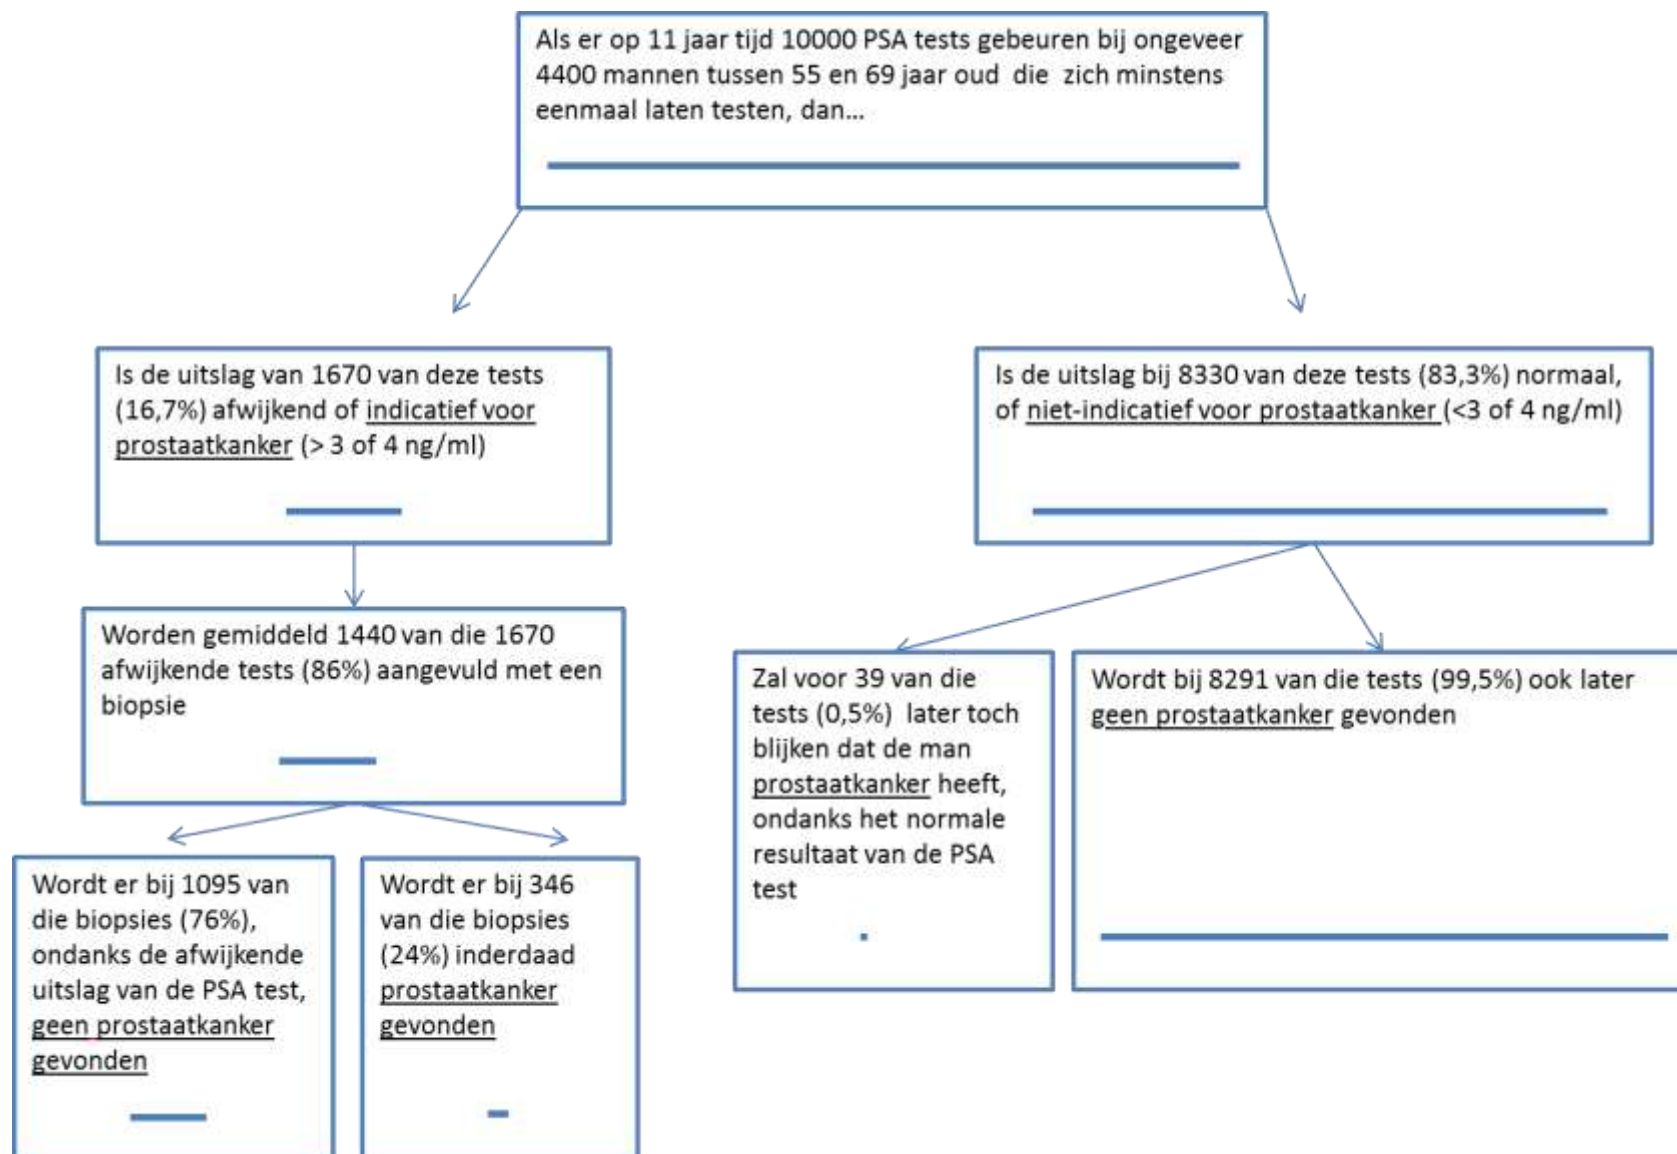 Als er op 11 jaar tijd 10000 PSA tests gebeuren bij ongeveer
4400 mannen tussen 55 en 69 jaar oud die zich minstens
eenmaal laten testen, dan...
Is de uitslag van 1670 van deze tests
(16,7%) afwijkend of indicatief voor
prostaatkanker (> 3 of 4 ng/ml)
Is de uitslag bij 8330 van deze tests (83,3%) normaal,
of niet-indicatief voor prostaatkanker (<3 of 4 ng/ml)
Worden gemiddeld 1440 van die 1670
afwijkende tests (86%) aangevuld met een
biopsie
Zal voor 39 van die
tests (0,5%) later toch
blijken dat de man
prostaatkanker heeft,
ondanks het normale
resultaat van de PSA
test
Wordt bij 8291 van die tests (99,5%) ook later
geen prostaatkanker gevonden
Wordt er bij 1095 van
die biopsies (76%),
ondanks de afwijkende
uitslag van de PSA test,
geen prostaatkanker
gevonden
Wordt er bij 346
van die biopsies
(24%) inderdaad
prostaatkanker
gevonden